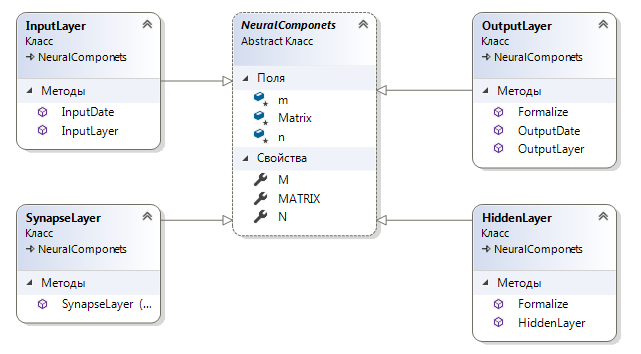 InputLayer
Класс
NeuralComponets
Методы
InputDate
InputLayer
NeuralComponets
Abstract Класс
Поля
m
Matrix
n
Свойства
M
MATRIX
N
OutputLayer
Класс
NeuralComponets
Методы
Formalize
OutputDate
OutputLayer
SynapseLayer
Класс
NeuralComponets
Методы
SynapseLayer (...
HiddenLayer
Класс
NeuralComponets
Методы
Formalize
HiddenLayer